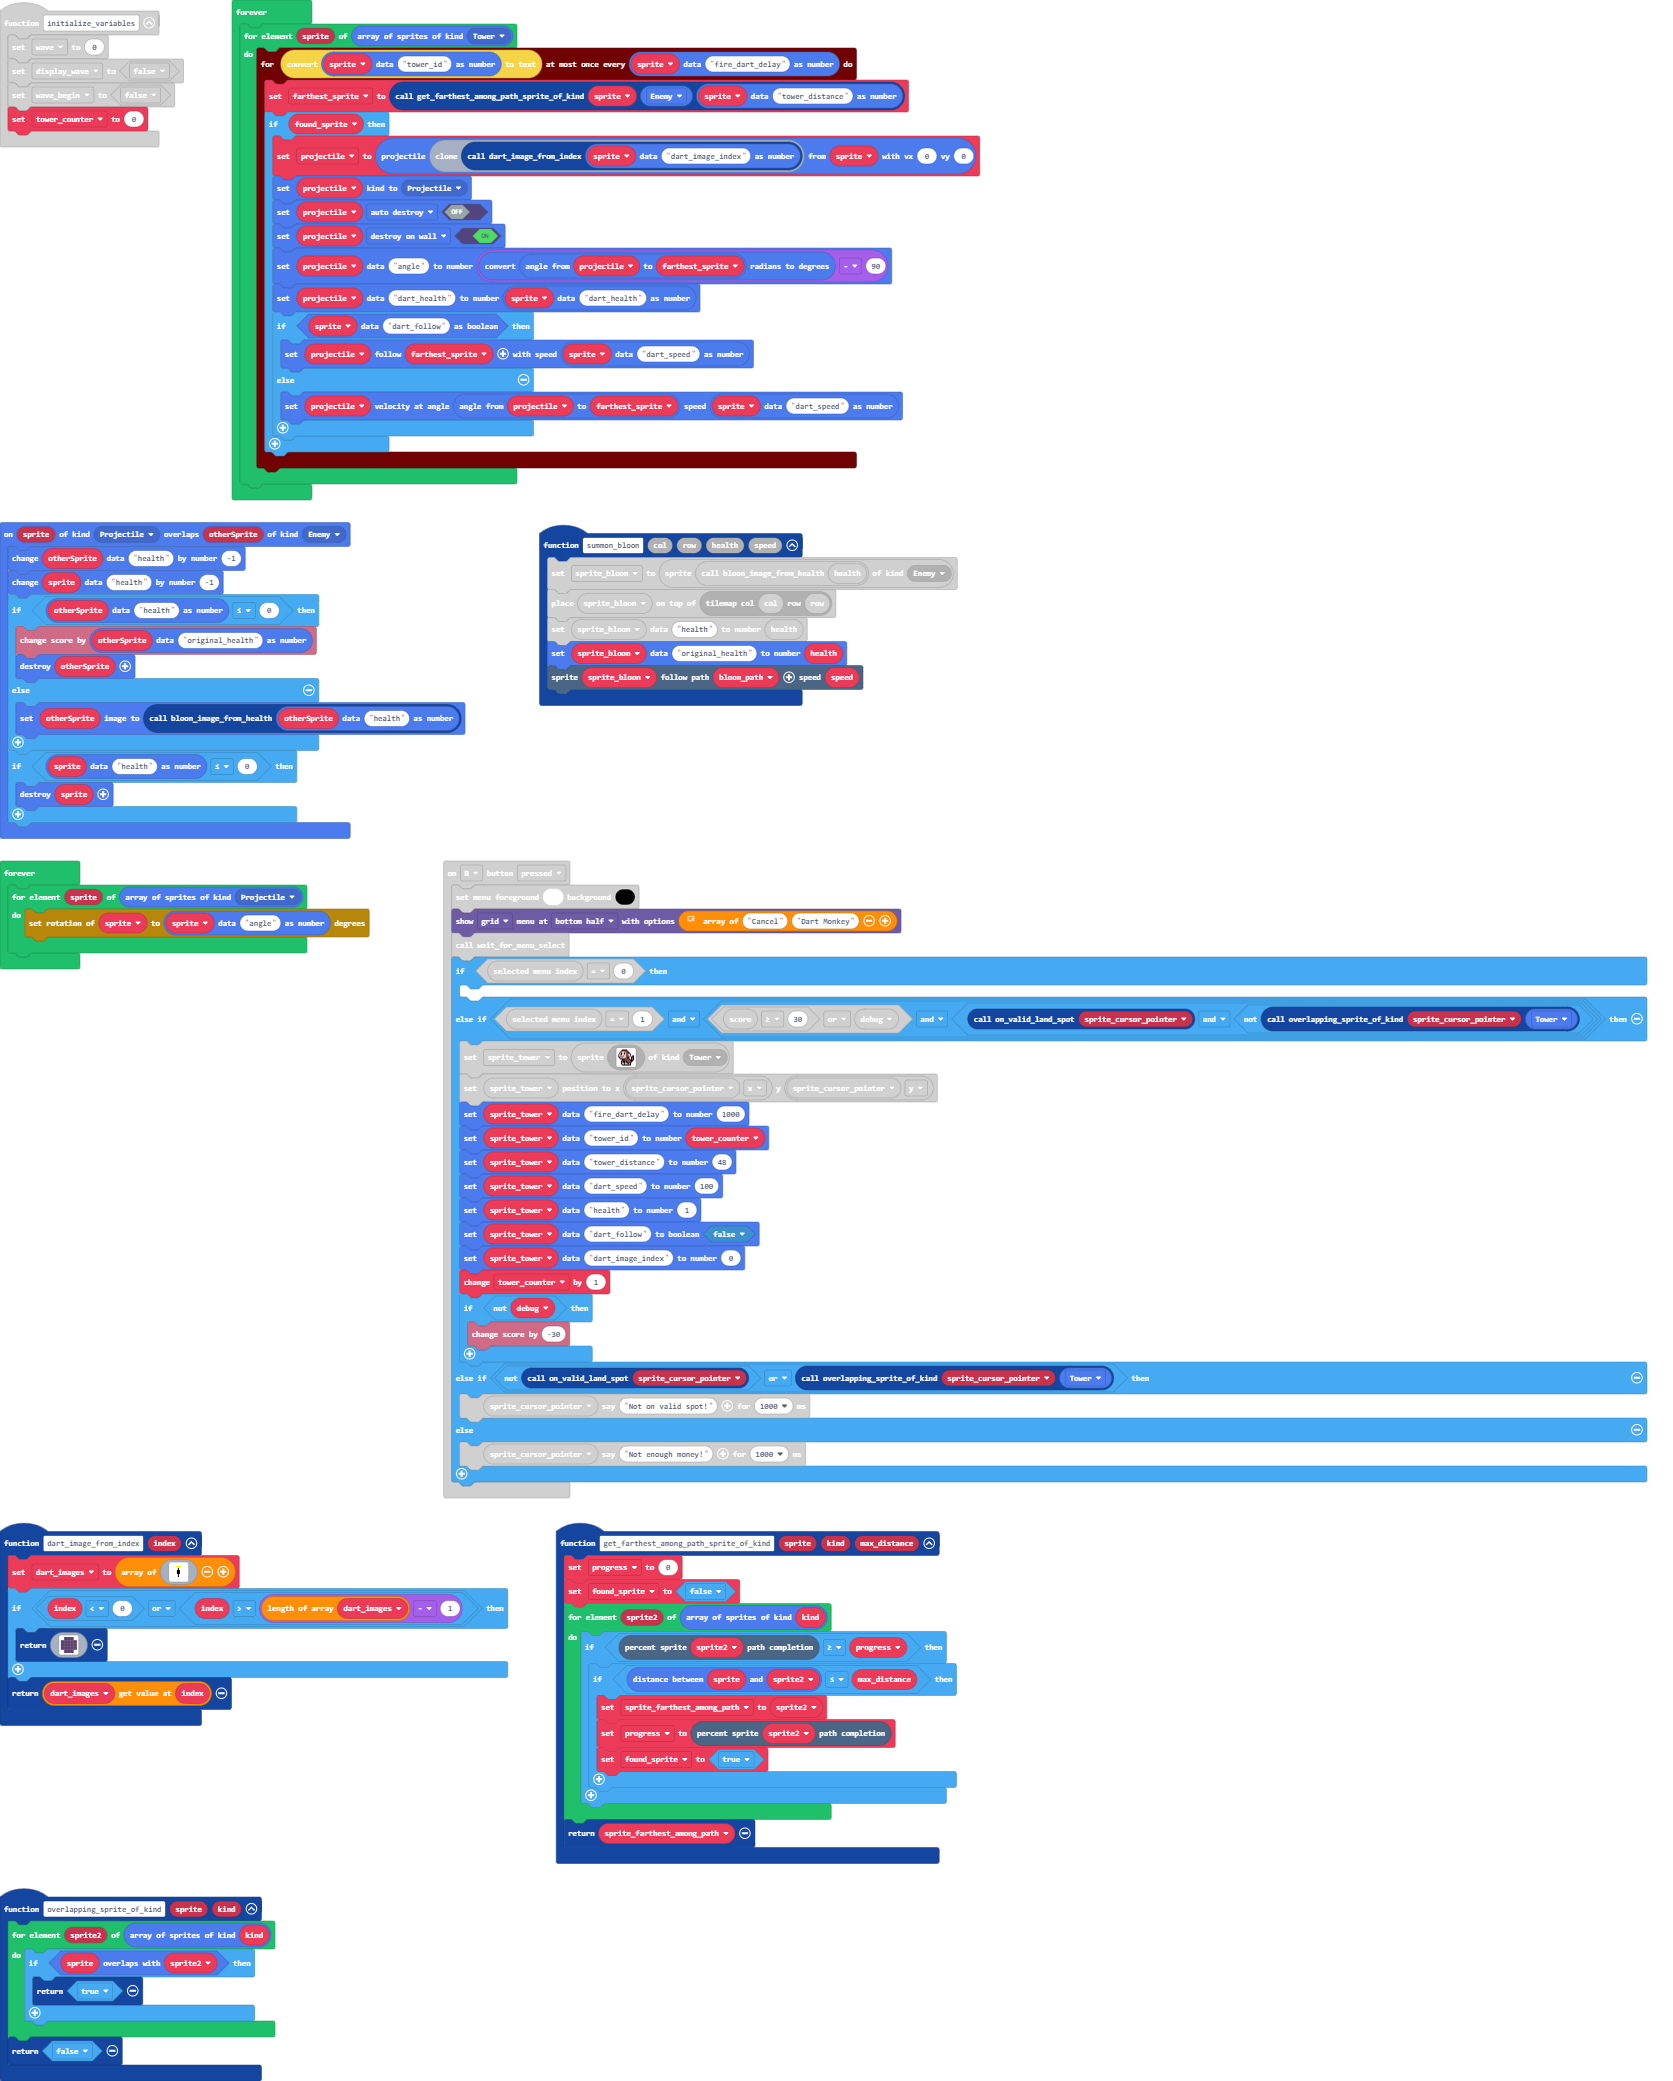 function initialize_variables
set wave to 0
set display_wave to false
set wave_begin to false
set tower_counter to 0
forever
for element sprite of array of sprites of kind Tower
do
for convert sprite data "tower_id" as number to text at most once every sprite data "fire_dart_delay" as number do
set farthest_sprite to call get_farthest_among_path_sprite_of_kind sprite Enemy sprite data "tower_distance" as number
if found_sprite then
set projectile to projectile clone call dart_image_from_index sprite data "dart_image_index" as number from sprite with vx 0 vy 0
set projectile kind to Projectile
set projectile auto destroy OFF
set projectile destroy on wall ON
set projectile data "angle" to number convert angle from projectile to farthest_sprite radians to degrees - 90
set projectile data "dart_health" to number sprite data "dart_health" as number
if sprite data "dart_follow" as boolean then
set projectile follow farthest_sprite with speed sprite data "dart_speed" as number
else
set projectile velocity at angle angle from projectile to farthest_sprite speed sprite data "dart_speed" as number
on sprite of kind Projectile overlaps otherSprite of kind Enemy
change otherSprite data "health" by number -1
change sprite data "health" by number -1
if otherSprite data "health" as number ≤ 0 then
change score by otherSprite data "original_health" as number
destroy otherSprite
else
set otherSprite image to call bloon_image_from_health otherSprite data "health" as number
if sprite data "health" as number ≤ 0 then
destroy sprite
function summon_bloon col row health speed
set sprite_bloon to sprite call bloon_image_from_health health of kind Enemy
place sprite_bloon on top of tilemap col col row row
set sprite_bloon data "health" to number health
set sprite_bloon data "original_health" to number health
sprite sprite_bloon follow path bloon_path speed speed
forever
for element sprite of array of sprites of kind Projectile
do
set rotation of sprite to sprite data "angle" as number degrees
on B button pressed
set menu foreground background
show grid menu at bottom half with options array of "Cancel" "Dart Monkey"
call wait_for_menu_select
if selected menu index = 0 then
else if selected menu index = 1 and score ≥ 30 or debug and call on_valid_land_spot sprite_cursor_pointer and not call overlapping_sprite_of_kind sprite_cursor_pointer Tower then
set sprite_tower to sprite of kind Tower
set sprite_tower position to x sprite_cursor_pointer x y sprite_cursor_pointer y
set sprite_tower data "fire_dart_delay" to number 1000
set sprite_tower data "tower_id" to number tower_counter
set sprite_tower data "tower_distance" to number 48
set sprite_tower data "dart_speed" to number 100
set sprite_tower data "health" to number 1
set sprite_tower data "dart_follow" to boolean false
set sprite_tower data "dart_image_index" to number 0
change tower_counter by 1
if not debug then
change score by -30
else if not call on_valid_land_spot sprite_cursor_pointer or call overlapping_sprite_of_kind sprite_cursor_pointer Tower then
sprite_cursor_pointer say "Not on valid spot!" for 1000 ms
else
sprite_cursor_pointer say "Not enough money!" for 1000 ms
function dart_image_from_index index
set dart_images to array of
if index < 0 or index > length of array dart_images - 1 then
return
return dart_images get value at index
function get_farthest_among_path_sprite_of_kind sprite kind max_distance
set progress to 0
set found_sprite to false
for element sprite2 of array of sprites of kind kind
do
if percent sprite sprite2 path completion ≥ progress then
if distance between sprite and sprite2 ≤ max_distance then
set sprite_farthest_among_path to sprite2
set progress to percent sprite sprite2 path completion
set found_sprite to true
return sprite_farthest_among_path
function overlapping_sprite_of_kind sprite kind
for element sprite2 of array of sprites of kind kind
do
if sprite overlaps with sprite2 then
return true
return false